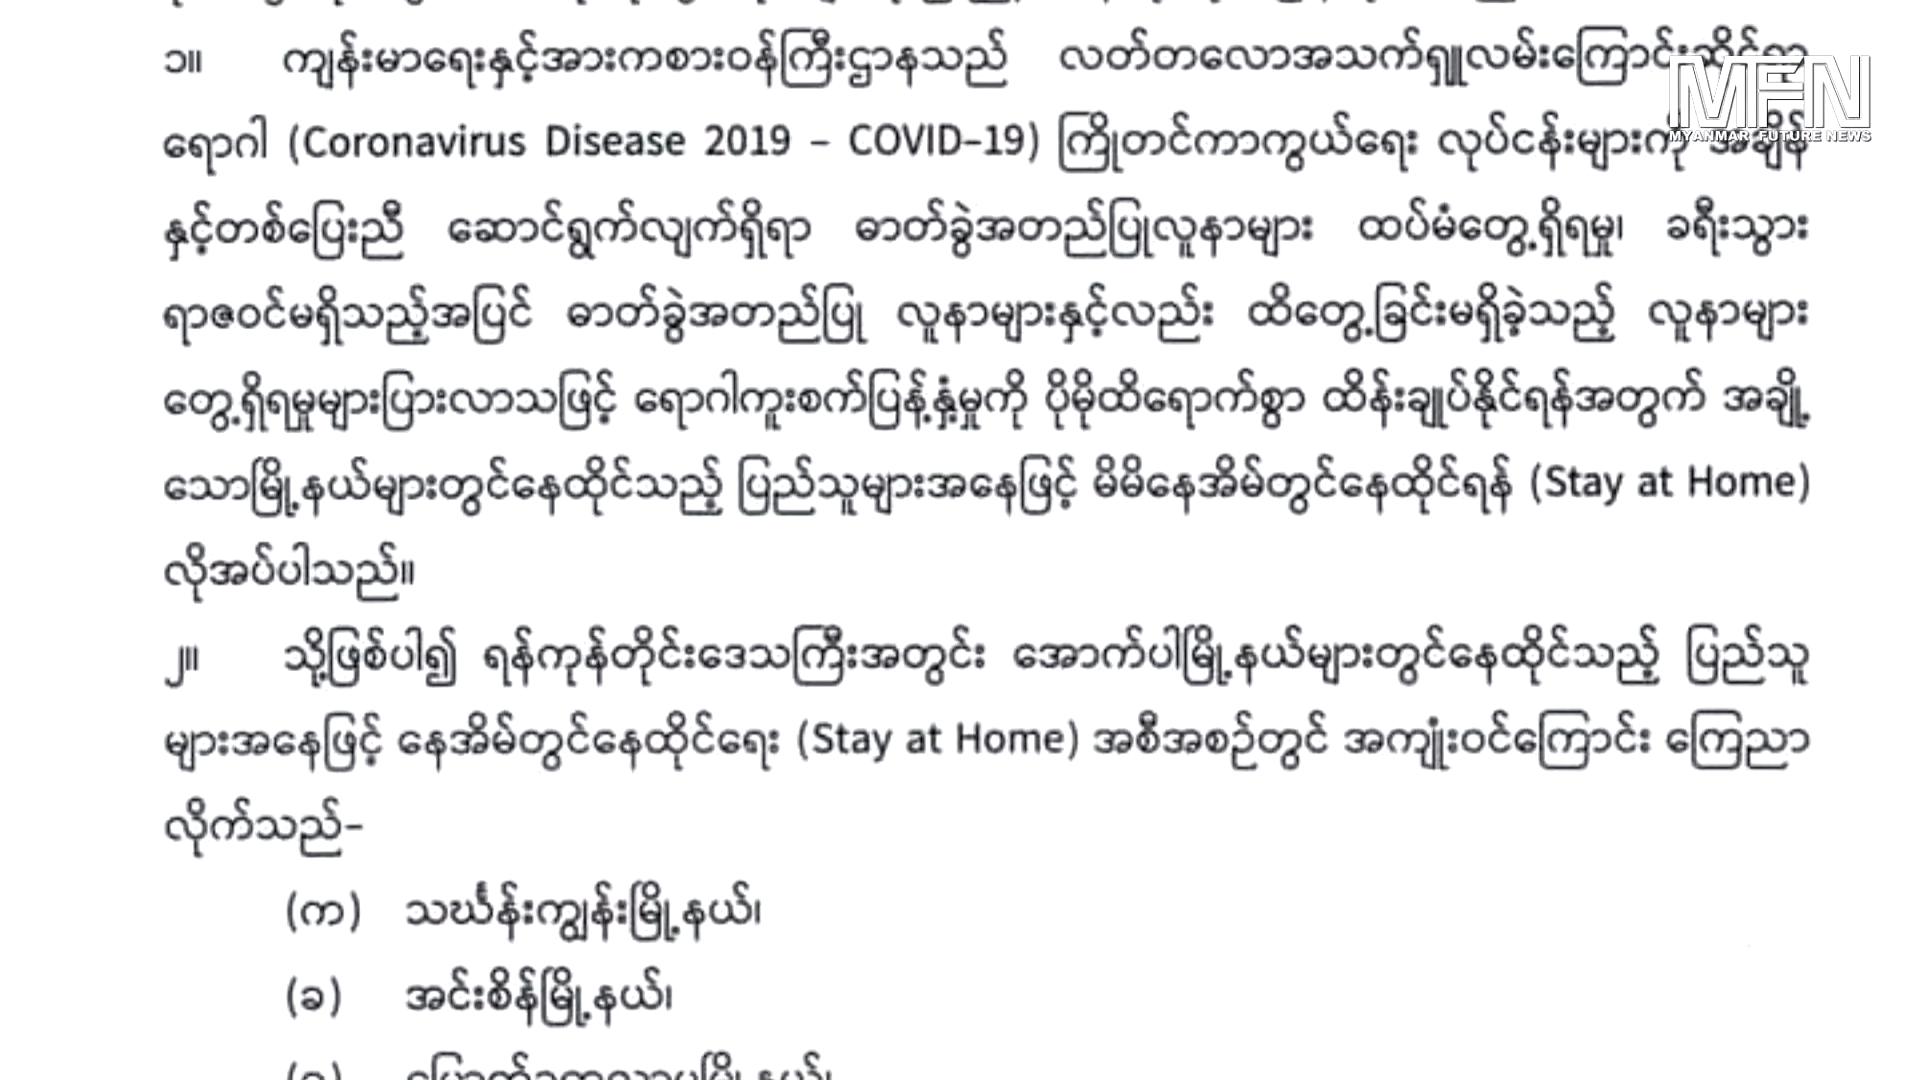 ၁။ ကျန်းမာရေးနှင့်အားကစားဝန်ကြီးဌာနသည် လတ်တလောအသက်ရှူလမ်းကြောင်းဆိုင်ရာ
MFN
MYANMAR FUTURE NEWS
ရောဂါ (Coronavirus Disease 2019 – COVID–19) ကြိုတင်ကာကွယ်ရေး လုပ်ငန်းများကို အချိန်
နှင့်တစ်ပြေးညီ ဆောင်ရွက်လျက်ရှိရာ ဓာတ်ခွဲအတည်ပြုလူနာများ ထပ်မံတွေ့ရှိရမှု၊ ခရီးသွား
ရာဇဝင်မရှိသည့်အပြင် ဓာတ်ခွဲအတည်ပြု လူနာများနှင့်လည်း ထိတွေ့ခြင်းမရှိခဲ့သည့် လူနာများ
တွေ့ရှိရမှုများပြားလာသဖြင့် ရောဂါကူးစက်ပြန့်နှံ့မှုကို ပိုမိုထိရောက်စွာ ထိန်းချုပ်နိုင်ရန်အတွက် အချို့
သောမြို့နယ်များတွင်နေထိုင်သည့် ပြည်သူများအနေဖြင့် မိမိနေအိမ်တွင်နေထိုင်ရန် (Stay at Home)
လိုအပ်ပါသည်။
၂။ သို့ဖြစ်ပါ၍ ရန်ကုန်တိုင်းဒေသကြီးအတွင်း အောက်ပါမြို့နယ်များတွင်နေထိုင်သည့် ပြည်သူ
များအနေဖြင့် နေအိမ်တွင်နေထိုင်ရေး (Stay at Home) အစီအစဉ်တွင် အကျုံးဝင်ကြောင်း ကြေညာ
လိုက်သည်–
(က) သင်္ဃန်းကျွန်းမြို့နယ်၊
(ခ) အင်းစိန်မြို့နယ်၊